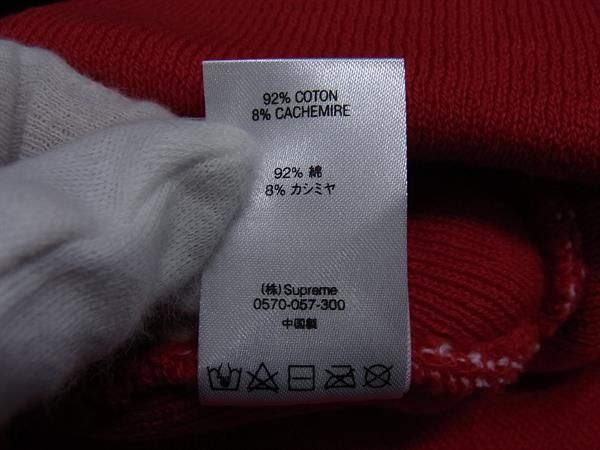 92% COTON
8% CACHEMIRE
92% 綿
8% カシミヤ
(株) Supreme
0570-057-300
中国製